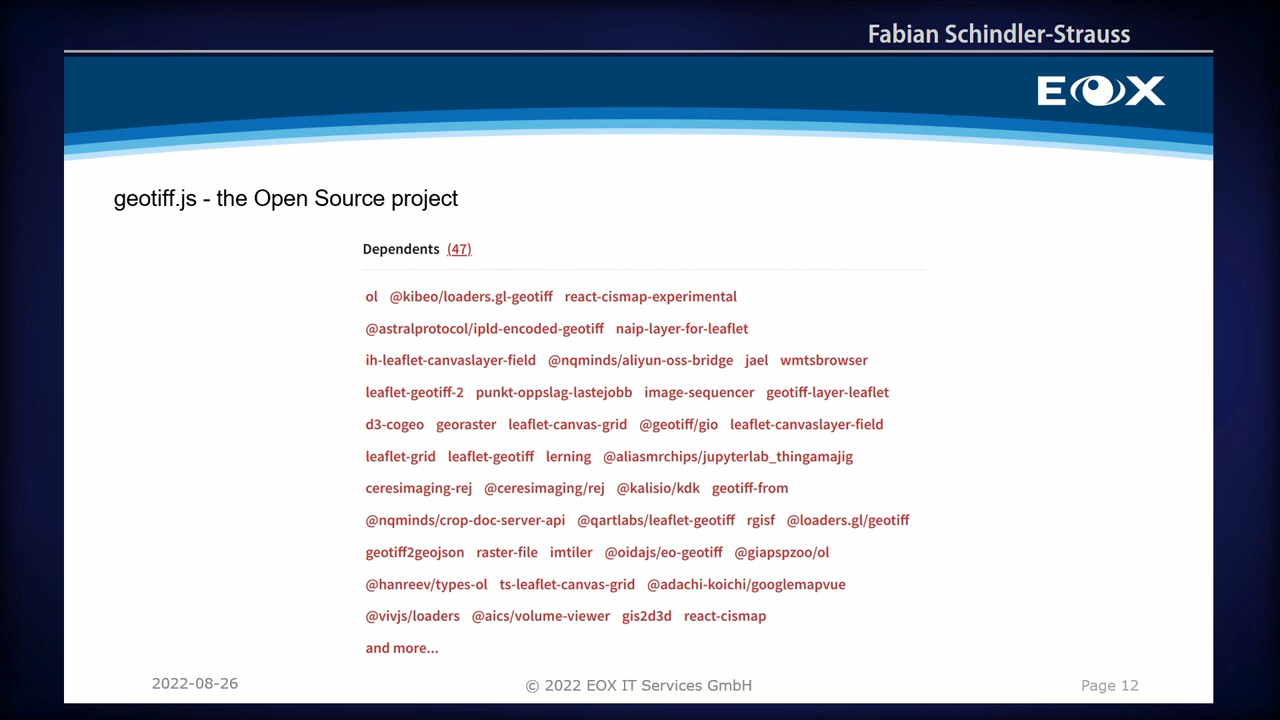 Fabian Schindler-Strauss
EOX
geotiff.js - the Open Source project
Dependents (47)
ol @kibeo/loaders.gl-geotiff react-cismap-experimental
@astralprotocol/ipld-encoded-geotiff naip-layer-for-leaflet
ih-leaflet-canvaslayer-field @nqminds/aliyun-oss-bridge jael wmtsbrowser
leaflet-geotiff-2 punkt-oppslag-lastejobb image-sequencer geotiff-layer-leaflet
d3-cogeo georaster leaflet-canvas-grid @geotiff/gio leaflet-canvaslayer-field
leaflet-grid leaflet-geotiff lerning @aliasmrchips/jupyterlab_thingamajig
ceresimaging-rej @ceresimaging/rej @kalisio/kdk geotiff-from
@nqminds/crop-doc-server-api @qartlabs/leaflet-geotiff rgisf @loaders.gl/geotiff
geotiff2geojson raster-file imtiler @oidajs/eo-geotiff @giapspzoo/ol
@hanreev/types-ol ts-leaflet-canvas-grid @adachi-koichi/googlemapvue
@vivjs/loaders @aics/volume-viewer gis2d3d react-cismap
and more...
2022-08-26 © 2022 EOX IT Services GmbH Page 12